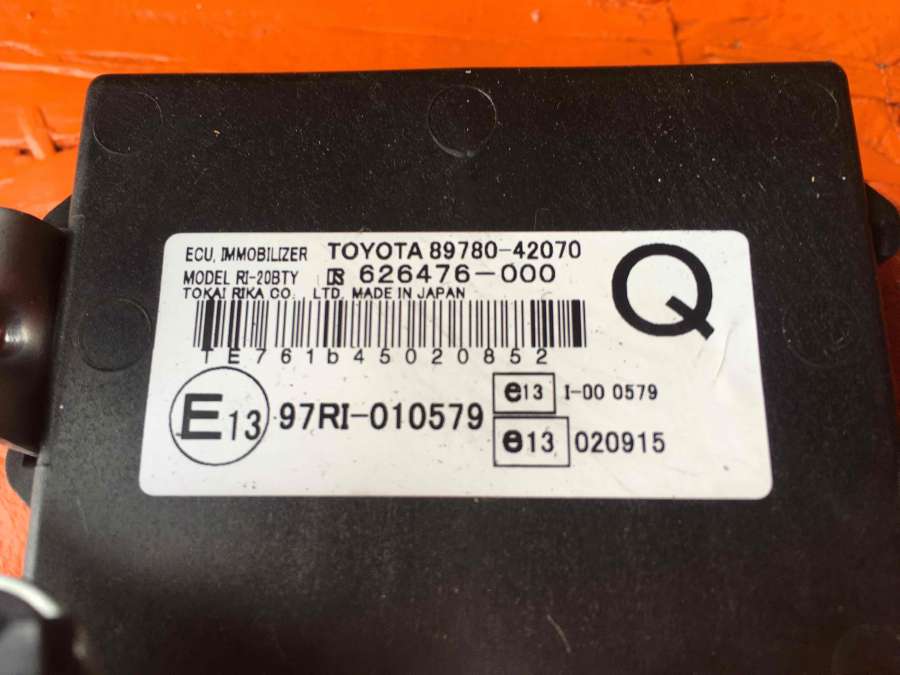 ECU, IMMOBILIZER TOYOTA 89780-42070
MODEL RI-20BTY 626476-000
TOKAI RIKA CO. LTD. MADE IN JAPAN
Q
TE761b45020852
E13 97RI-010579
e13 I-00 0579
e13 020915